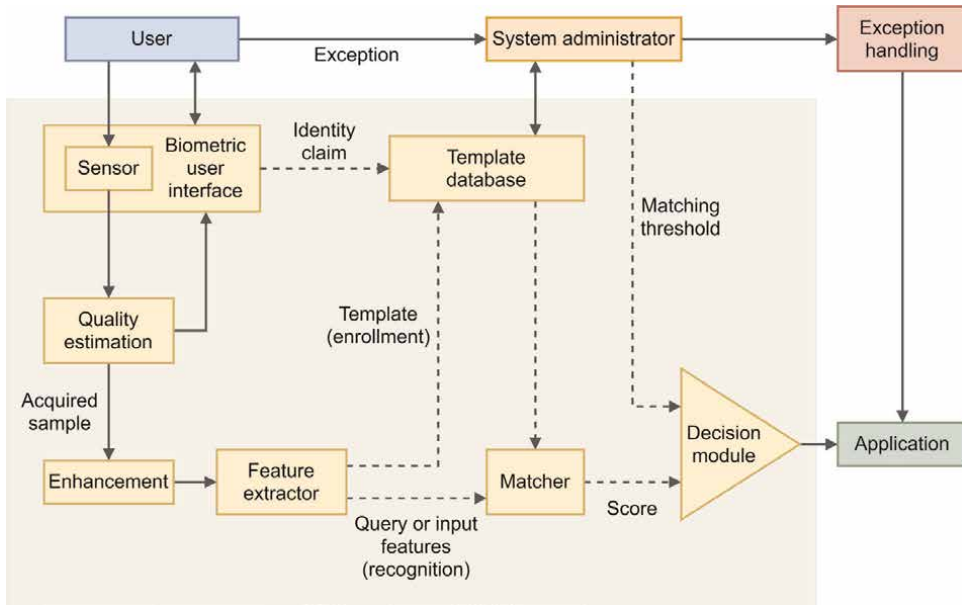 User
Exception
System administrator
Exception
handling
Sensor
Biometric
user
interface
Identity
claim
Template
database
Matching
threshold
Quality
estimation
Template
(enrollment)
Acquired
sample
Decision
module
Application
Enhancement
Feature
extractor
Matcher
Score
Query or input
features
(recognition)